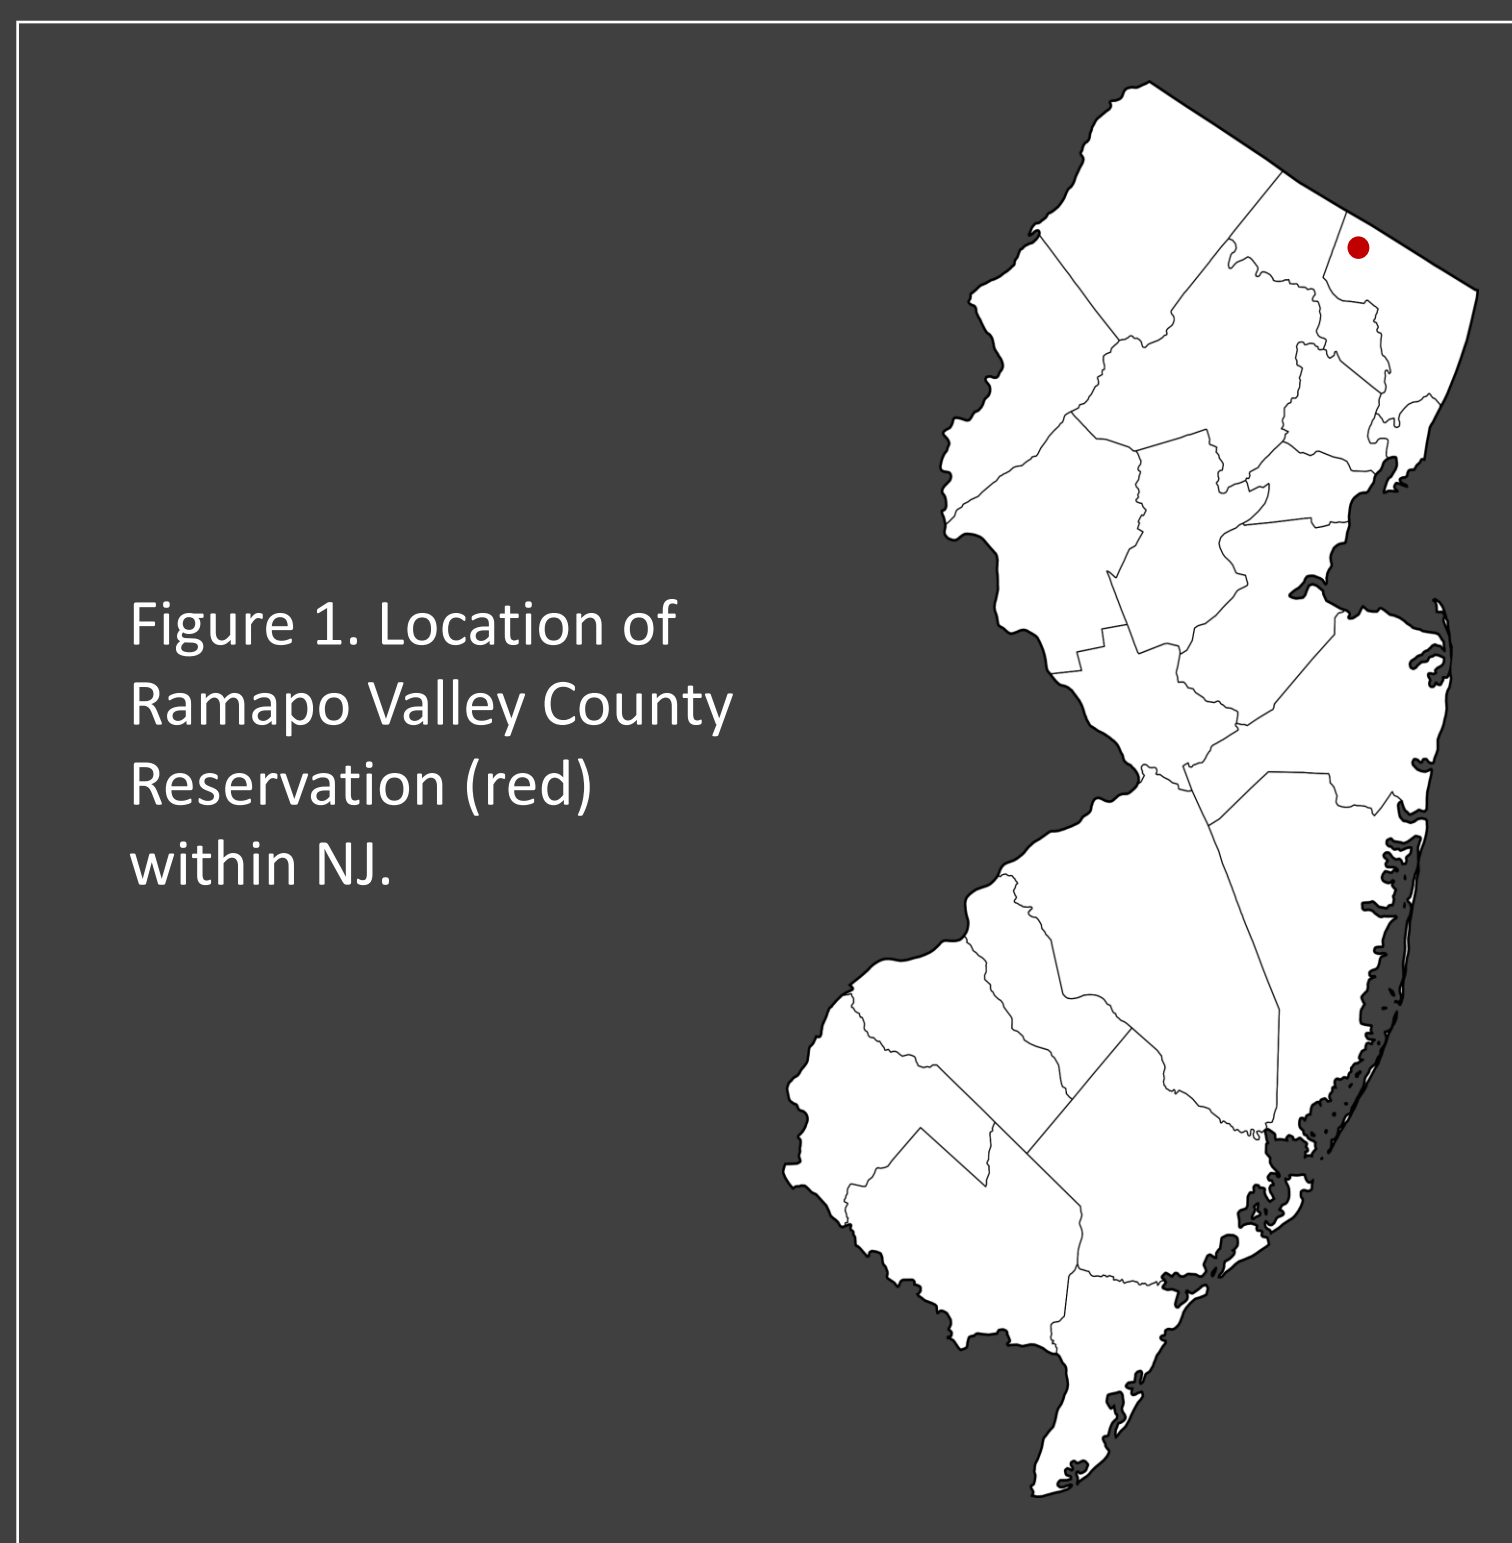 Figure 1. Location of
Ramapo Valley County
Reservation (red)
within NJ.